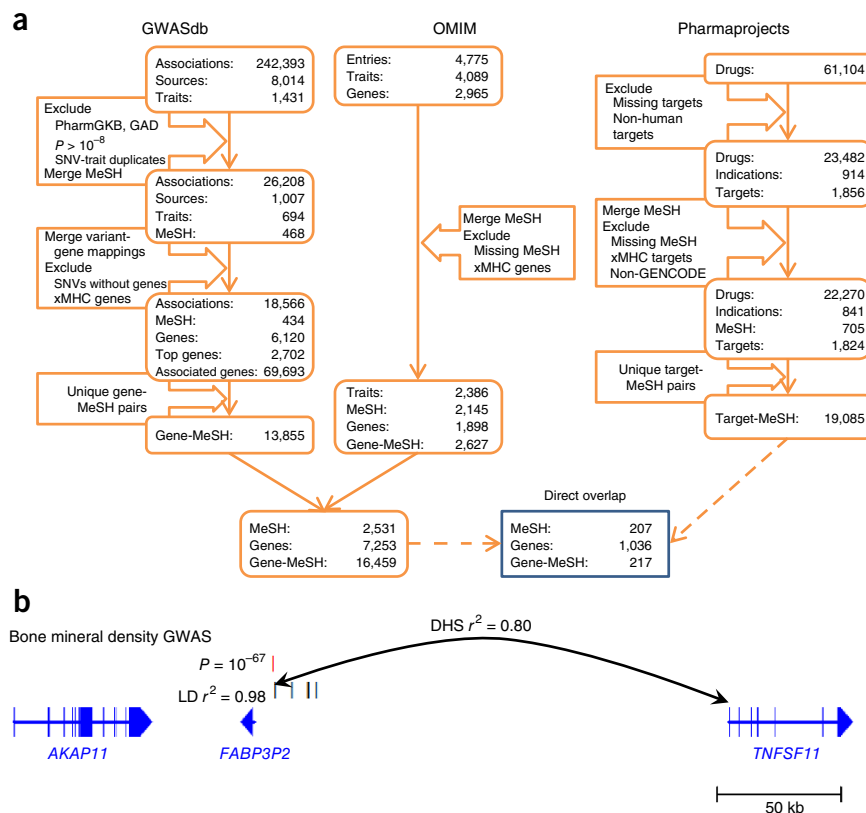 a
GWASdb
Associations: 242,393
Sources: 8,014
Traits: 1,431
Exclude
PharmGKB, GAD
P > 10⁻⁸
SNV-trait duplicates
Merge MeSH
Associations: 26,208
Sources: 1,007
Traits: 694
MeSH: 468
Merge variant-
gene mappings
Exclude
SNVs without genes
xMHC genes
Associations: 18,566
MeSH: 434
Genes: 6,120
Top genes: 2,702
Associated genes: 69,693
Unique gene-
MeSH pairs
Gene-MeSH: 13,855
OMIM
Entries: 4,775
Traits: 4,089
Genes: 2,965
Merge MeSH
Exclude
Missing MeSH
xMHC genes
Traits: 2,386
MeSH: 2,145
Genes: 1,898
Gene-MeSH: 2,627
Pharmaprojects
Drugs: 61,104
Exclude
Missing targets
Non-human
targets
Drugs: 23,482
Indications: 914
Targets: 1,856
Merge MeSH
Exclude
Missing MeSH
xMHC targets
Non-GENCODE
Drugs: 22,270
Indications: 841
MeSH: 705
Targets: 1,824
Unique target-
MeSH pairs
Target-MeSH: 19,085
MeSH: 2,531
Genes: 7,253
Gene-MeSH: 16,459
Direct overlap
MeSH: 207
Genes: 1,036
Gene-MeSH: 217
b
Bone mineral density GWAS
DHS r² = 0.80
P = 10⁻⁶⁷
LD r² = 0.98
AKAP11
FABP3P2
TNFSF11
50 kb